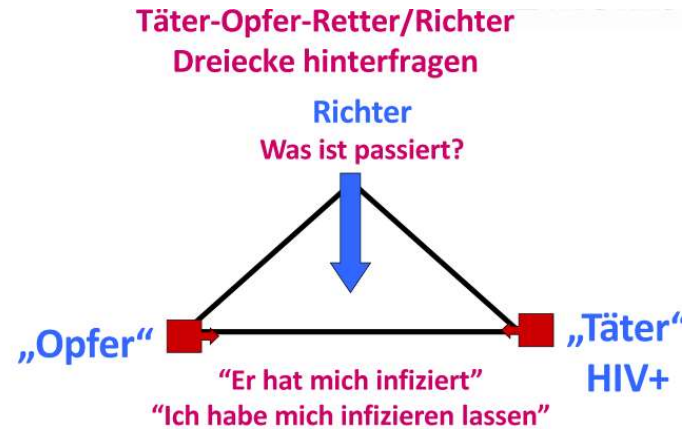 Täter-Opfer-Retter/Richter
Dreiecke hinterfragen
Richter
Was ist passiert?
„Opfer“
„Täter“
HIV+
“Er hat mich infiziert”
“Ich habe mich infizieren lassen”